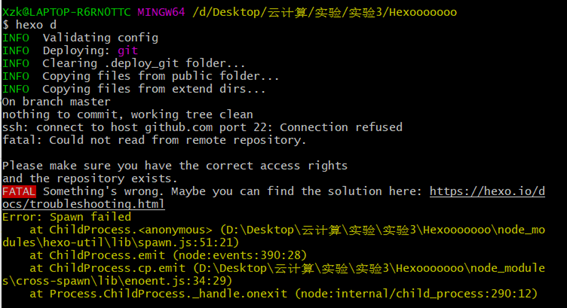 Xzk@LAPTOP-R6RN0TTC MINGW64 /d/Desktop/云计算/实验/实验3/Hexooooooo
$ hexo d
INFO  Validating config
INFO  Deploying: git
INFO  Clearing .deploy_git folder...
INFO  Copying files from public folder...
INFO  Copying files from extend dirs...
On branch master
nothing to commit, working tree clean
ssh: connect to host github.com port 22: Connection refused
fatal: Could not read from remote repository.

Please make sure you have the correct access rights
and the repository exists.
FATAL Something's wrong. Maybe you can find the solution here: https://hexo.io/d
ocs/troubleshooting.html
Error: Spawn failed
    at ChildProcess.<anonymous> (D:\Desktop\云计算\实验\实验3\Hexooooooo\node_mo
dules\hexo-util\lib\spawn.js:51:21)
    at ChildProcess.emit (node:events:390:28)
    at ChildProcess.cp.emit (D:\Desktop\云计算\实验\实验3\Hexooooooo\node_module
s\cross-spawn\lib\enoent.js:34:29)
    at Process.ChildProcess._handle.onexit (node:internal/child_process:290:12)